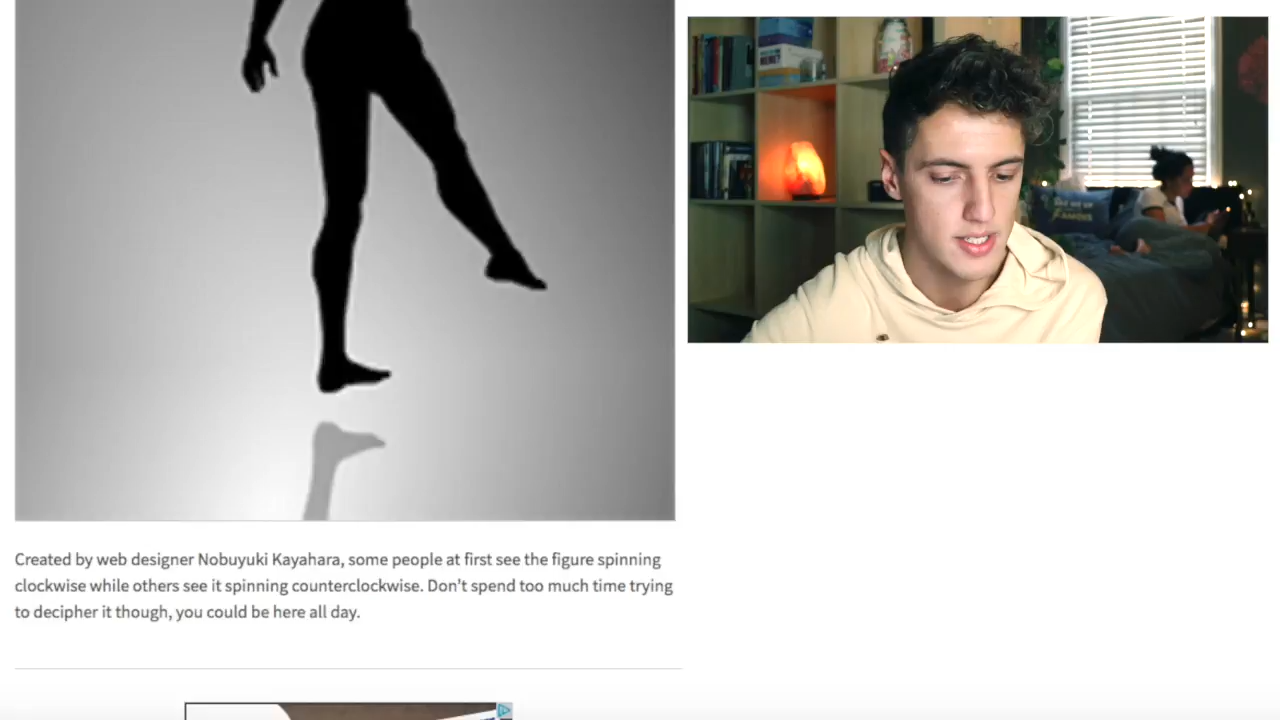 Created by web designer Nobuyuki Kayahara, some people at first see the figure spinning
clockwise while others see it spinning counterclockwise. Don't spend too much time trying
to decipher it though, you could be here all day.